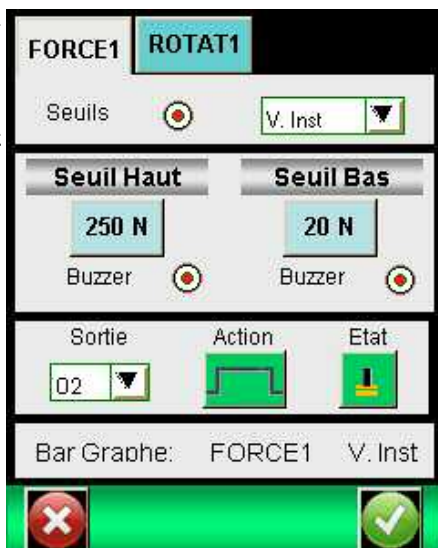 FORCE1 ROTAT1
Seuils V. Inst
Seuil Haut Seuil Bas
250 N 20 N
Buzzer Buzzer
Sortie Action Etat
02
Bar Graphe: FORCE1 V. Inst